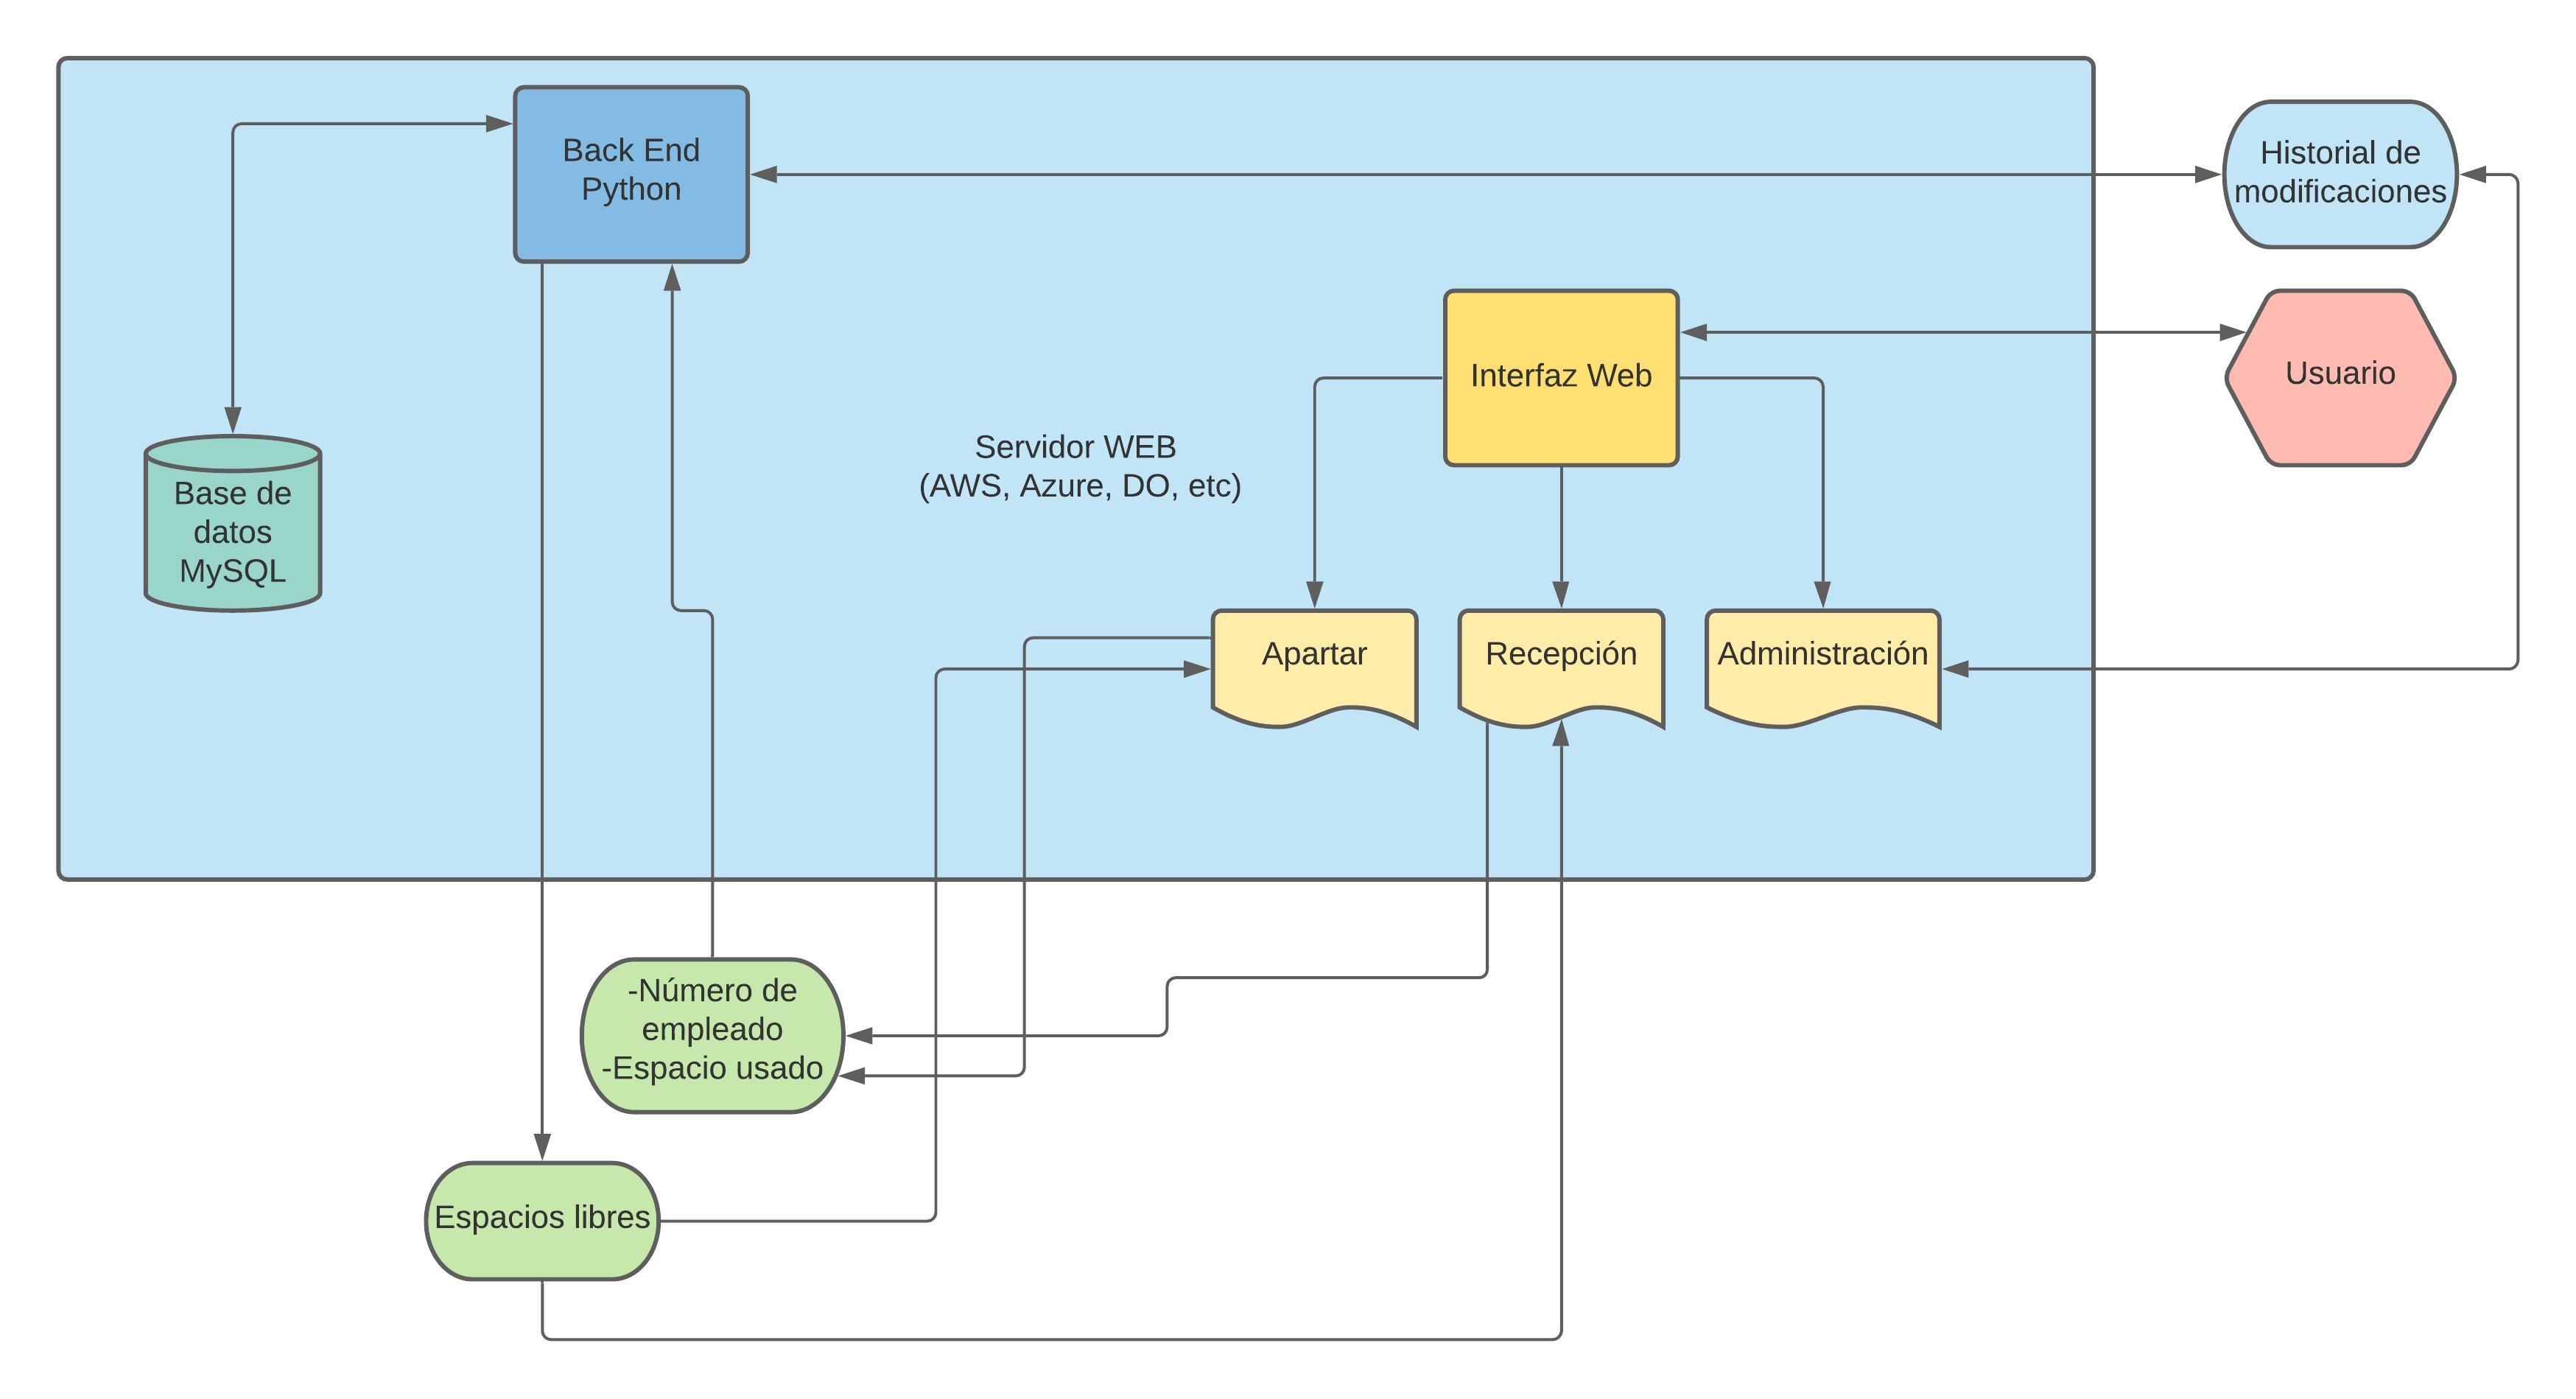 Back End
Python
Historial de
modificaciones
Interfaz Web
Usuario
Servidor WEB
(AWS, Azure, DO, etc)
Base de
datos
MySQL
Apartar
Recepción
Administración
-Número de
empleado
-Espacio usado
Espacios libres